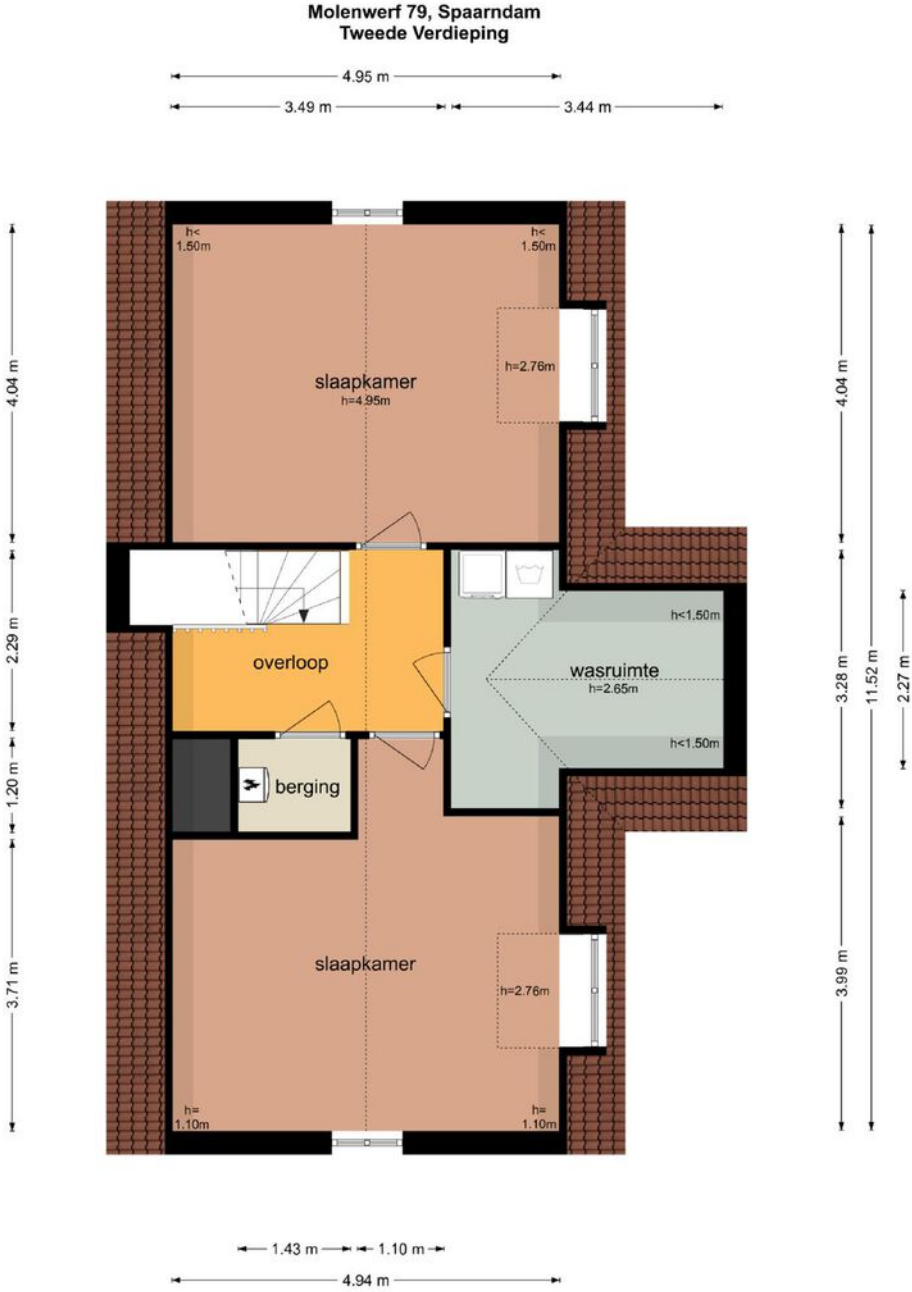 Molenwerf 79, Spaarndam
Tweede Verdieping
4.95 m
3.49 m
3.44 m
h<
1.50m
h<
1.50m
4.04 m
4.04 m
h=2.76m
slaapkamer
h=4.95m
2.29 m
h<1.50m
overloop
wasruimte
h=2.65m
3.28 m
11.52 m
2.27 m
h<1.50m
1.20 m
berging
slaapkamer
3.71 m
3.99 m
h=2.76m
h=
1.10m
h=
1.10m
1.43 m
1.10 m
4.94 m